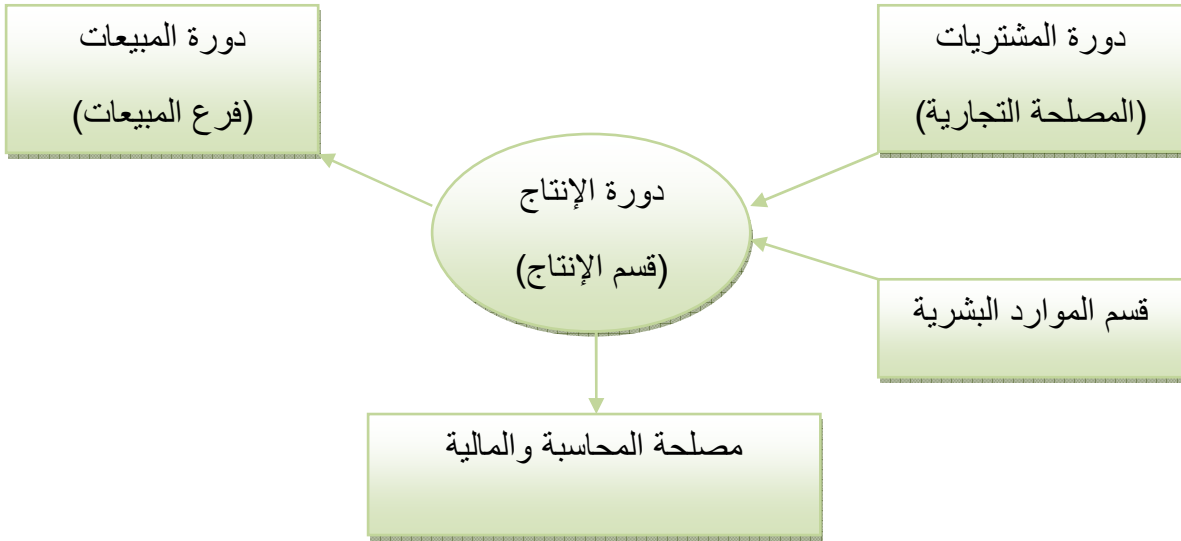 دورة المشتريات
(المصلحة التجارية)
دورة المبيعات
(فرع المبيعات)
دورة الإنتاج
(قسم الإنتاج)
قسم الموارد البشرية
مصلحة المحاسبة والمالية